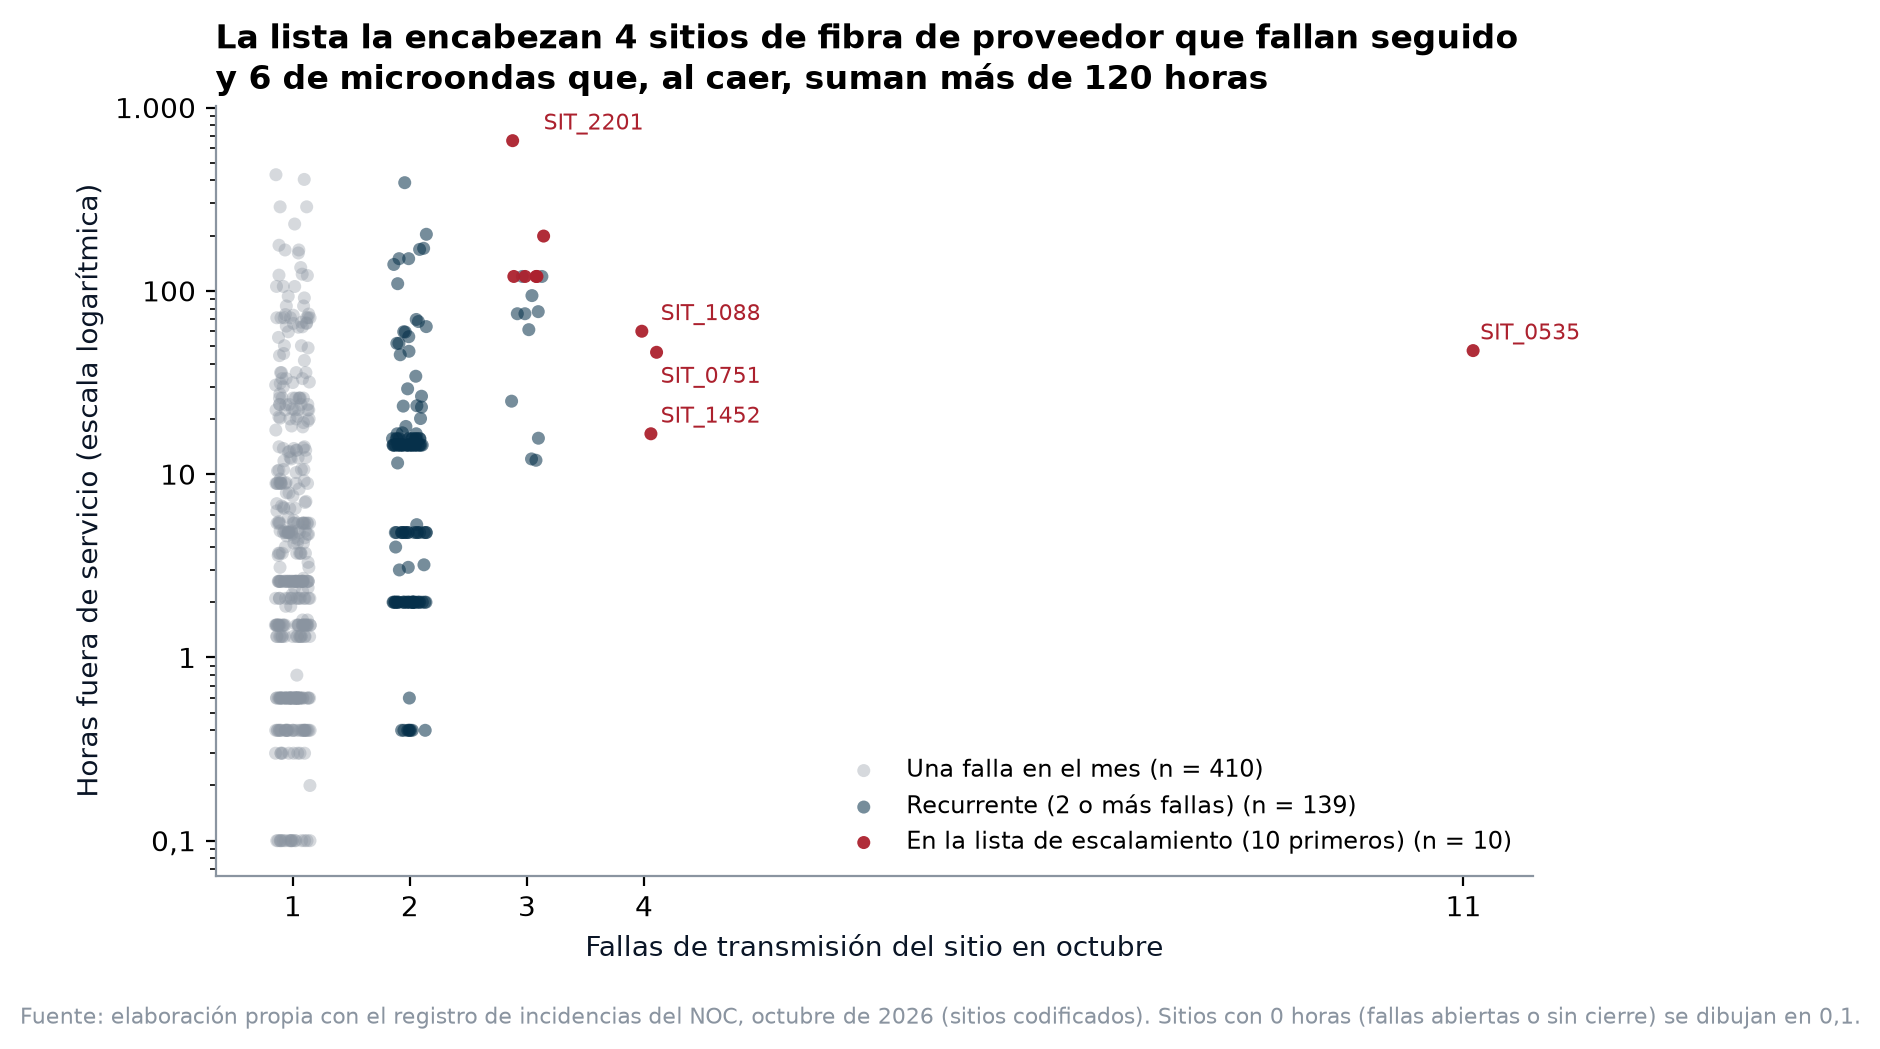 La lista la encabezan 4 sitios de fibra de proveedor que fallan seguido
y 6 de microondas que, al caer, suman más de 120 horas
Horas fuera de servicio (escala logarítmica)
1.000
100
10
1
0,1
SIT_2201
SIT_1088
SIT_0751
SIT_1452
SIT_0535
Una falla en el mes (n = 410)
Recurrente (2 o más fallas) (n = 139)
En la lista de escalamiento (10 primeros) (n = 10)
1 2 3 4 11
Fallas de transmisión del sitio en octubre
Fuente: elaboración propia con el registro de incidencias del NOC, octubre de 2026 (sitios codificados). Sitios con 0 horas (fallas abiertas o sin cierre) se dibujan en 0,1.